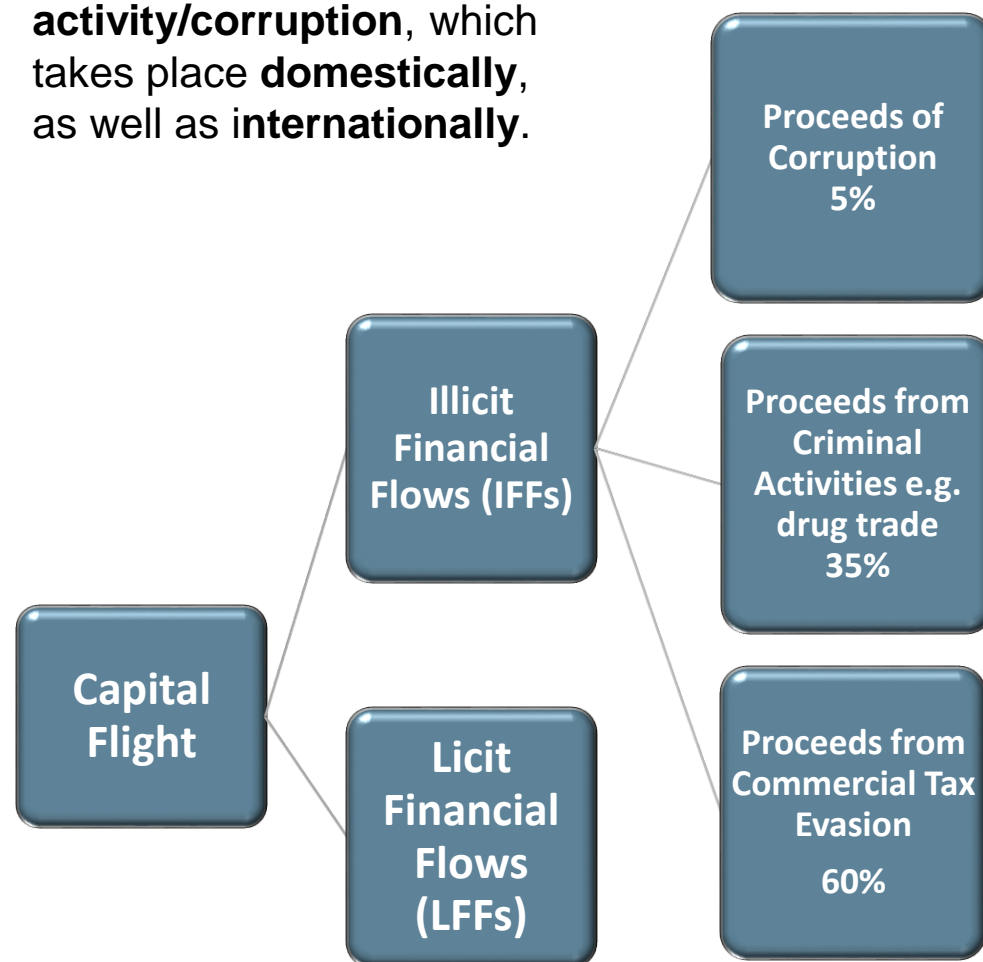 activity/corruption, which
takes place domestically,
as well as internationally.
Proceeds of
Corruption
5%
Illicit
Financial
Flows (IFFs)
Proceeds from
Criminal
Activities e.g.
drug trade
35%
Capital
Flight
Licit
Financial
Flows
(LFFs)
Proceeds from
Commercial Tax
Evasion
60%